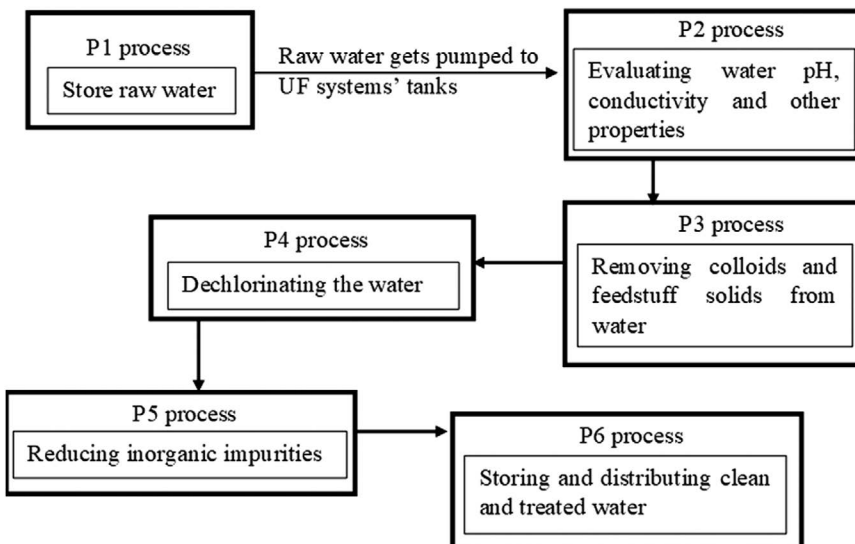 P1 process
Store raw water
Raw water gets pumped to
UF systems’ tanks
P2 process
Evaluating water pH,
conductivity and other
properties
P3 process
Removing colloids and
feedstuff solids from
water
P4 process
Dechlorinating the water
P5 process
Reducing inorganic impurities
P6 process
Storing and distributing clean
and treated water